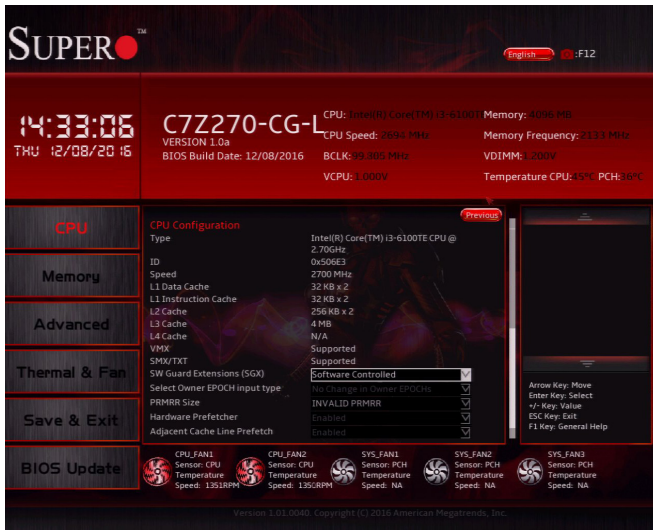 SUPER TM
English :F12
14:33:06
THU 12/08/2016
C7Z270-CG-L
VERSION 1.0a
BIOS Build Date: 12/08/2016
CPU: Intel(R) Core(TM) i3-6100T
CPU Speed: 2694 MHz
BCLK: 99.805 MHz
VCPU: 1.000V
Memory: 4096 MB
Memory Frequency: 2133 MHz
VDIMM: 1.200V
Temperature CPU:45°C PCH:36°C
CPU
Memory
Advanced
Thermal & Fan
Save & Exit
BIOS Update
Previous
CPU Configuration
Type Intel(R) Core(TM) i3-6100TE CPU @
2.70GHz
ID 0x506E3
Speed 2700 MHz
L1 Data Cache 32 KB x 2
L1 Instruction Cache 32 KB x 2
L2 Cache 256 KB x 2
L3 Cache 4 MB
L4 Cache N/A
VMX Supported
SMX/TXT Supported
SW Guard Extensions (SGX) Software Controlled
Select Owner EPOCH input type No Change in Owner EPOCHs
PRMRR Size INVALID PRMRR
Hardware Prefetcher Enabled
Adjacent Cache Line Prefetch Enabled
Arrow Key: Move
Enter Key: Select
+/- Key: Value
ESC Key: Exit
F1 Key: General Help
CPU_FAN1
Sensor: CPU
Temperature
Speed: 1351RPM
CPU_FAN2
Sensor: CPU
Temperature
Speed: 1350RPM
SYS_FAN1
Sensor: PCH
Temperature
Speed: NA
SYS_FAN2
Sensor: PCH
Temperature
Speed: NA
SYS_FAN3
Sensor: PCH
Temperature
Speed: NA
Version 1.01.0040. Copyright (C) 2016 American Megatrends, Inc.